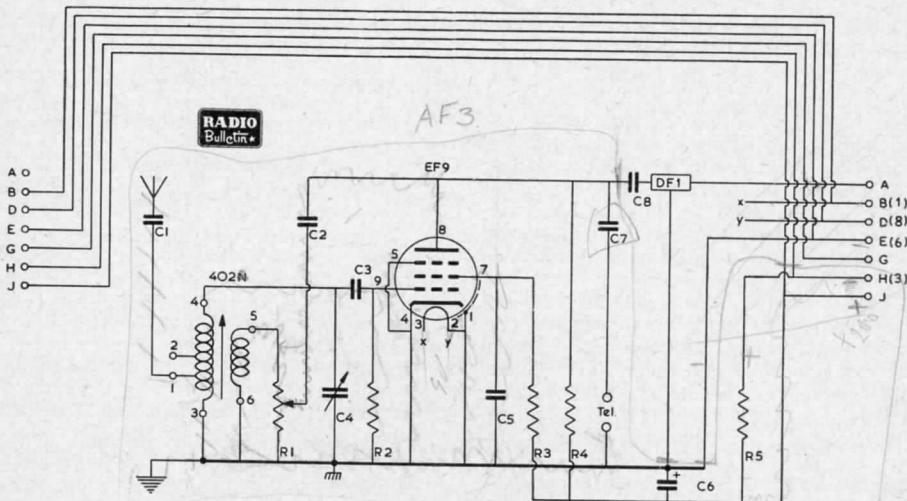 RADIO
Bulletin★
AF3
EF9
A
B
D
E
G
H
J
C1
C2
8
5
9
7
4
3
2
1
x
y
C8
DF1
C7
A
B(1)
D(8)
E(6)
G
H(3)
J
x
y
402N
C3
4
5
2
1
3
6
R1
C4
R2
C5
R3
R4
Tel.
C6
+
R5